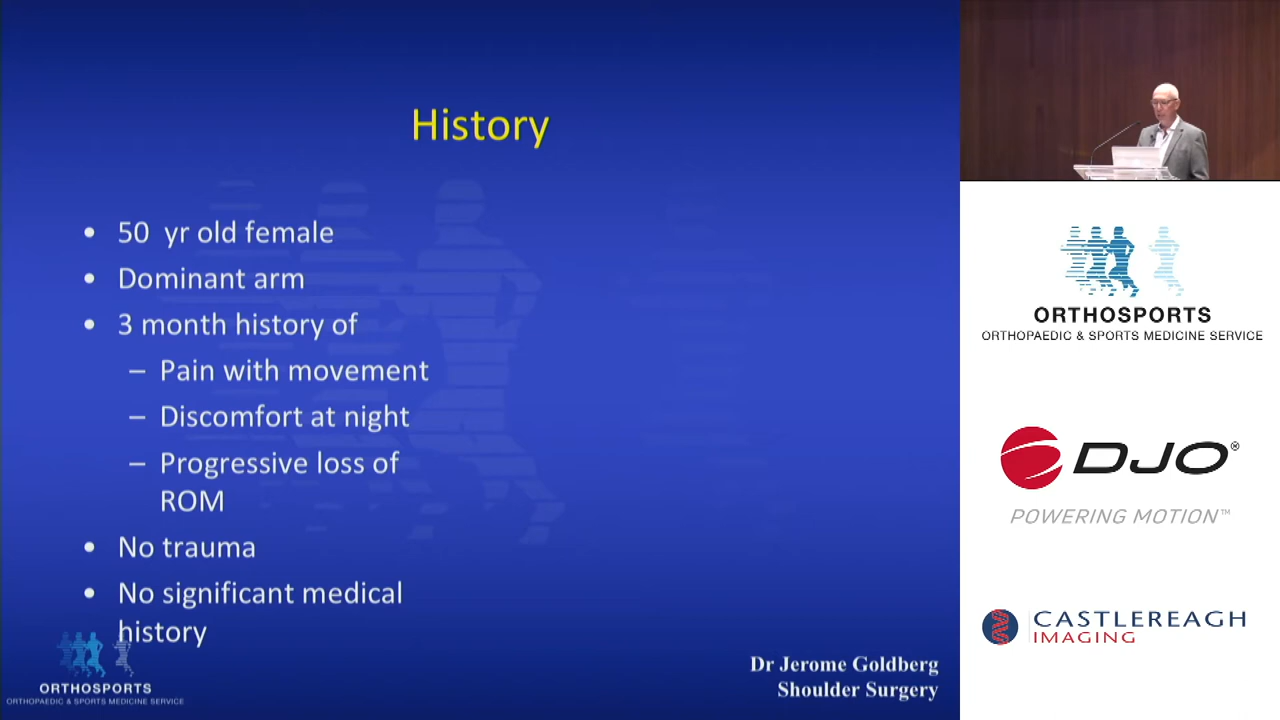 History
• 50 yr old female
• Dominant arm
• 3 month history of
– Pain with movement
– Discomfort at night
– Progressive loss of
ROM
• No trauma
• No significant medical
history
ORTHOSPORTS
ORTHOPAEDIC & SPORTS MEDICINE SERVICE
Dr Jerome Goldberg
Shoulder Surgery
ORTHOSPORTS
ORTHOPAEDIC & SPORTS MEDICINE SERVICE
DJO®
POWERING MOTION™
CASTLEREAGH
IMAGING